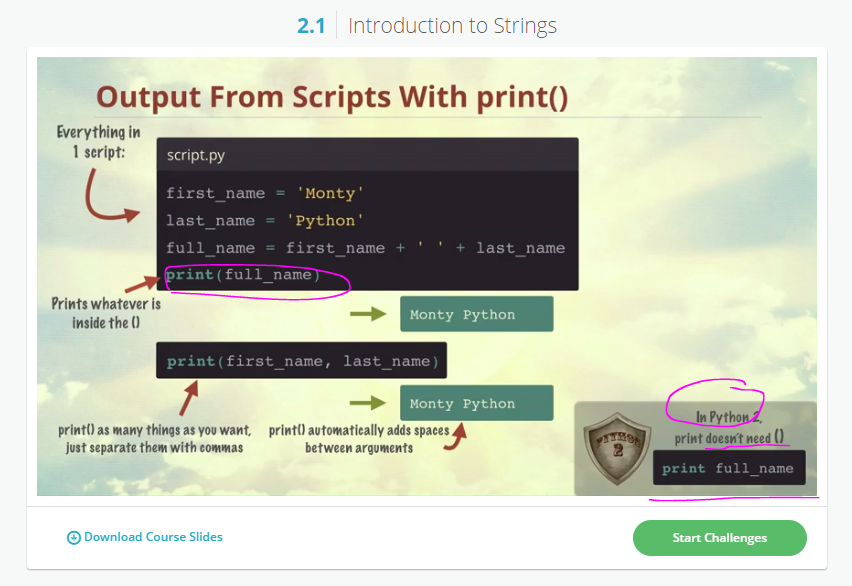 2.1 Introduction to Strings
Output From Scripts With print()
Everything in
1 script:
script.py
first_name = 'Monty'
last_name = 'Python'
full_name = first_name + ' ' + last_name
print(full_name)
Prints whatever is
inside the ()
Monty Python
print(first_name, last_name)
Monty Python
print() as many things as you want,
just separate them with commas
print() automatically adds spaces
between arguments
PYTHON
2
In Python 2,
print doesn't need ()
print full_name
Download Course Slides
Start Challenges